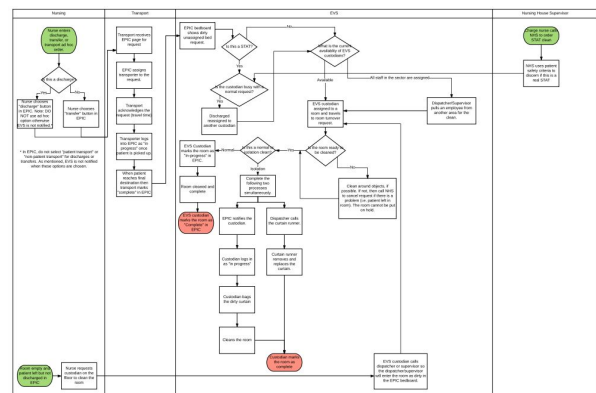 Nursing
Transport
EVS
Nursing House Supervisor
Nurse enters
discharge,
transfer, or
transport ad hoc
order.
Is this a discharge?
Yes
No
Nurse chooses
"discharge" button
in EPIC. Note: DO
NOT use ad hoc
option otherwise
EVS is not notified.*
Nurse chooses
"transfer" button in
EPIC
* In EPIC, do not select "patient transport" or
"non-patient transport" for discharges or
transfers. As mentioned, EVS is not notified
when these options are chosen.
Transport receives
EPIC page for
request
EPIC assigns
transporter to the
request.
Transport
acknowledges the
request (travel time)
Transporter logs
into EPIC as "in
progress" once
patient is picked up
When patient
reaches final
destination then
transport marks
"complete" in EPIC
EPIC bedboard
shows dirty
unassigned bed
request
Is this a STAT?
No
Yes
Is the custodian busy with a
normal request?
Yes
No
Discharged
reassigned to
another custodian
What is the current
availability of EVS
custodians?
Available
All staff in the sector are assigned
Dispatcher/Supervisor
pulls an employee from
another area for the
clean.
EVS custodian
assigned to a room
and travels to
room turnover
request.
Is the room ready to
be cleaned?
Yes
No
Clean around objects, if
possible. If not, then call NHS
to cancel request if there is a
problem (i.e. patient left in
room). The room cannot be put
on hold.
Is this a normal or
isolation clean?
Normal
Isolation
EVS Custodian
marks the room as
"in-progress" in
EPIC
Room cleaned and
complete
EVS custodian
marks the room as
"Complete" in
EPIC
Complete the
following two
processes
simultaneously
EPIC notifies the
custodian.
Dispatcher calls
the curtain runner.
Custodian logs in
as "in progress"
Curtain runner
removes and
replaces the
curtain.
Custodian bags
the dirty curtain
Cleans the room
Custodian marks
the room as
complete
Charge nurse calls
NHS to order
STAT clean.
NHS uses patient
safety criteria to
discern if this is a
real STAT
Room empty and
patient left but not
discharged in
EPIC
Nurse requests
custodian on the
floor to clean the
room
EVS custodian calls
dispatcher or supervisor so
the dispatcher/supervisor
will enter the room as dirty in
the EPIC bedboard.